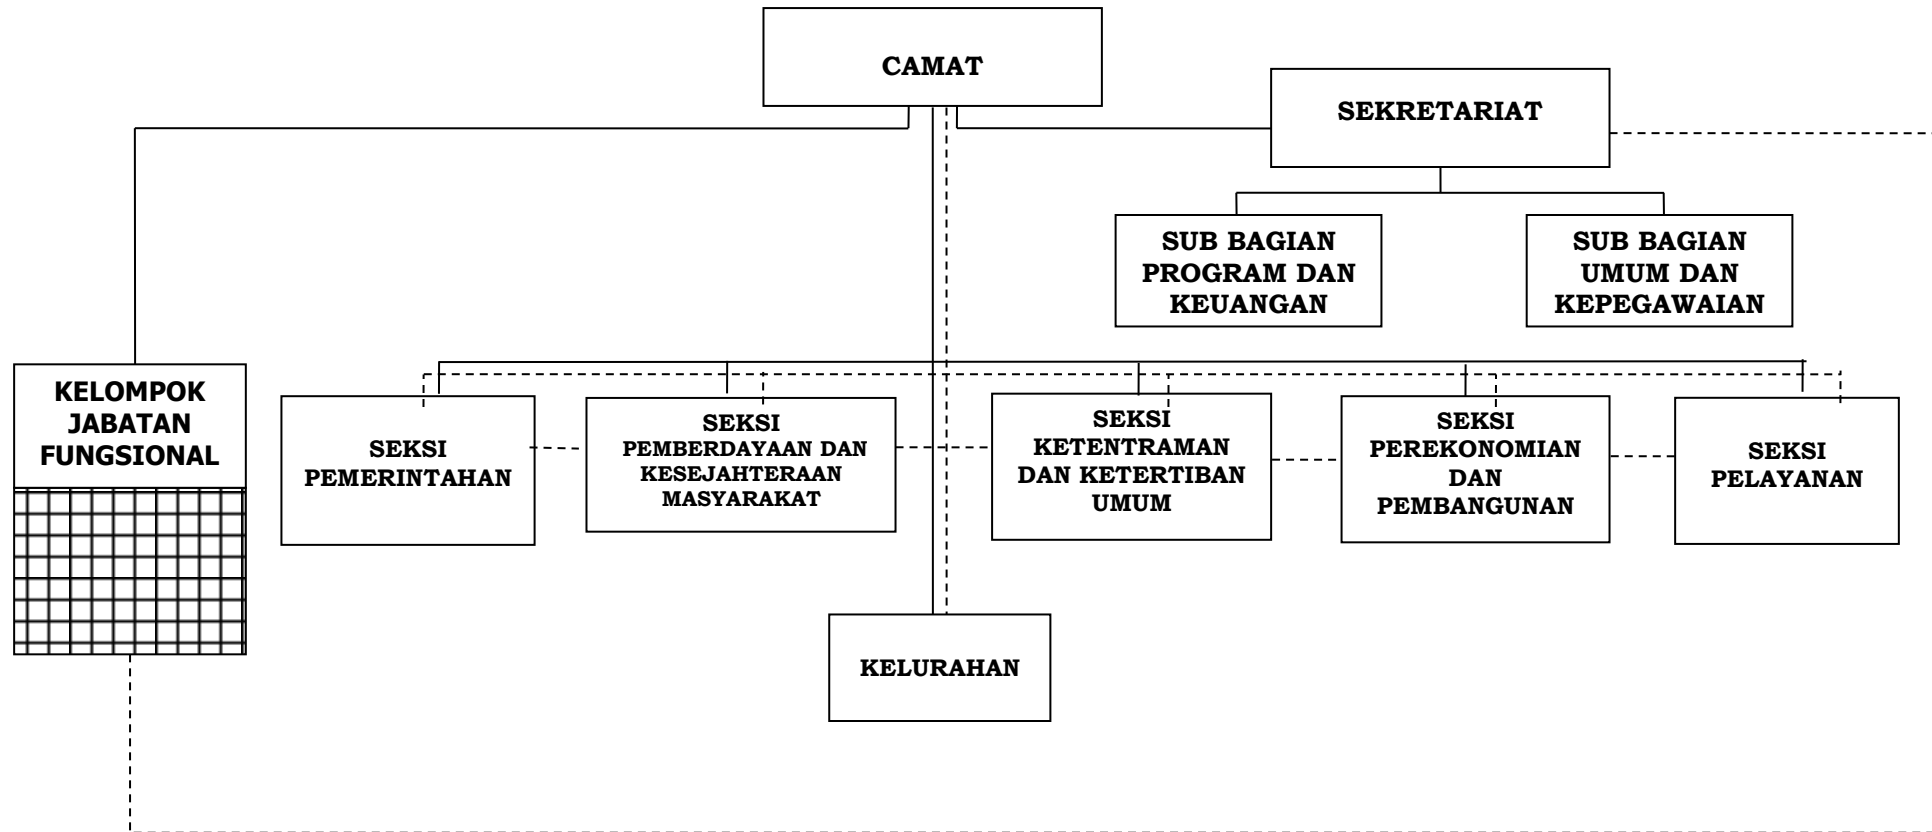 CAMAT
SEKRETARIAT
SUB BAGIAN
PROGRAM DAN
KEUANGAN
SUB BAGIAN
UMUM DAN
KEPEGAWAIAN
KELOMPOK
JABATAN
FUNGSIONAL
SEKSI
PEMERINTAHAN
SEKSI
PEMBERDAYAAN DAN
KESEJAHTERAAN
MASYARAKAT
SEKSI
KETENTRAMAN
DAN KETERTIBAN
UMUM
SEKSI
PEREKONOMIAN
DAN
PEMBANGUNAN
SEKSI
PELAYANAN
KELURAHAN